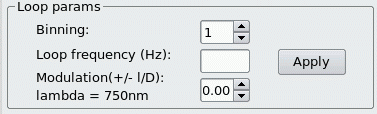 Loop params
Binning:
1
Loop frequency (Hz):
Apply
Modulation(+/- l/D):
lambda = 750nm
0.00